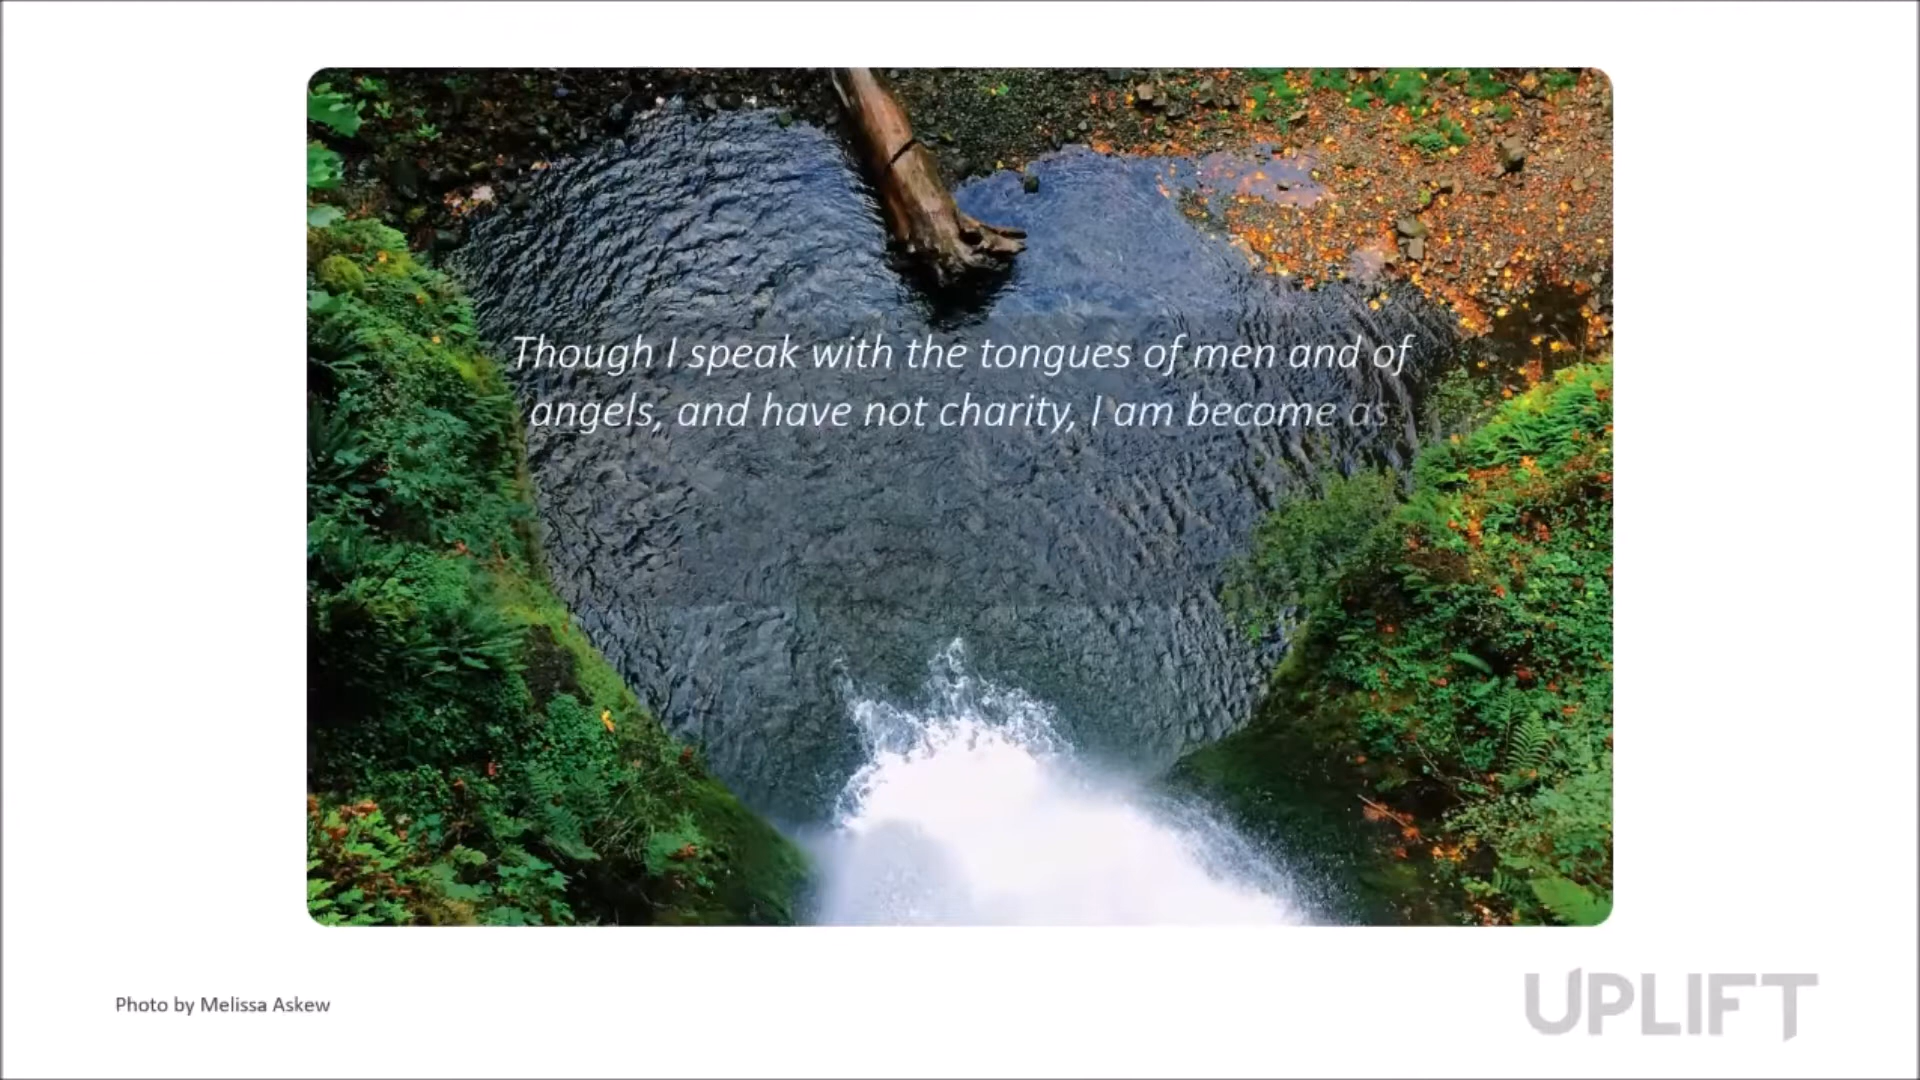 Though I speak with the tongues of men and of
angels, and have not charity, I am become as
Photo by Melissa Askew
UPLIFT